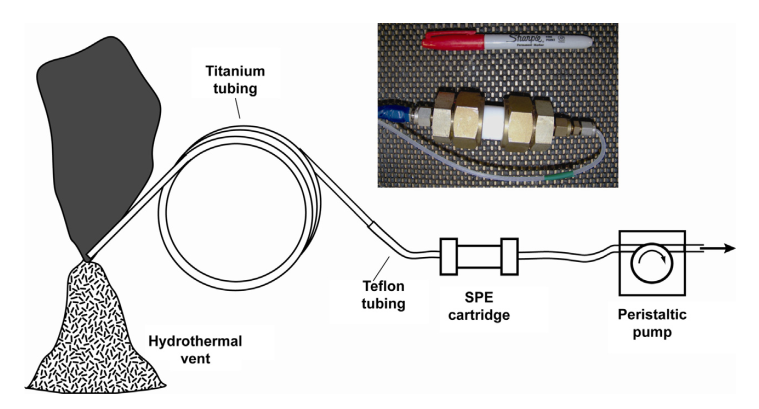 Titanium
tubing
Sharpie
Teflon
tubing
SPE
cartridge
Hydrothermal
vent
Peristaltic
pump